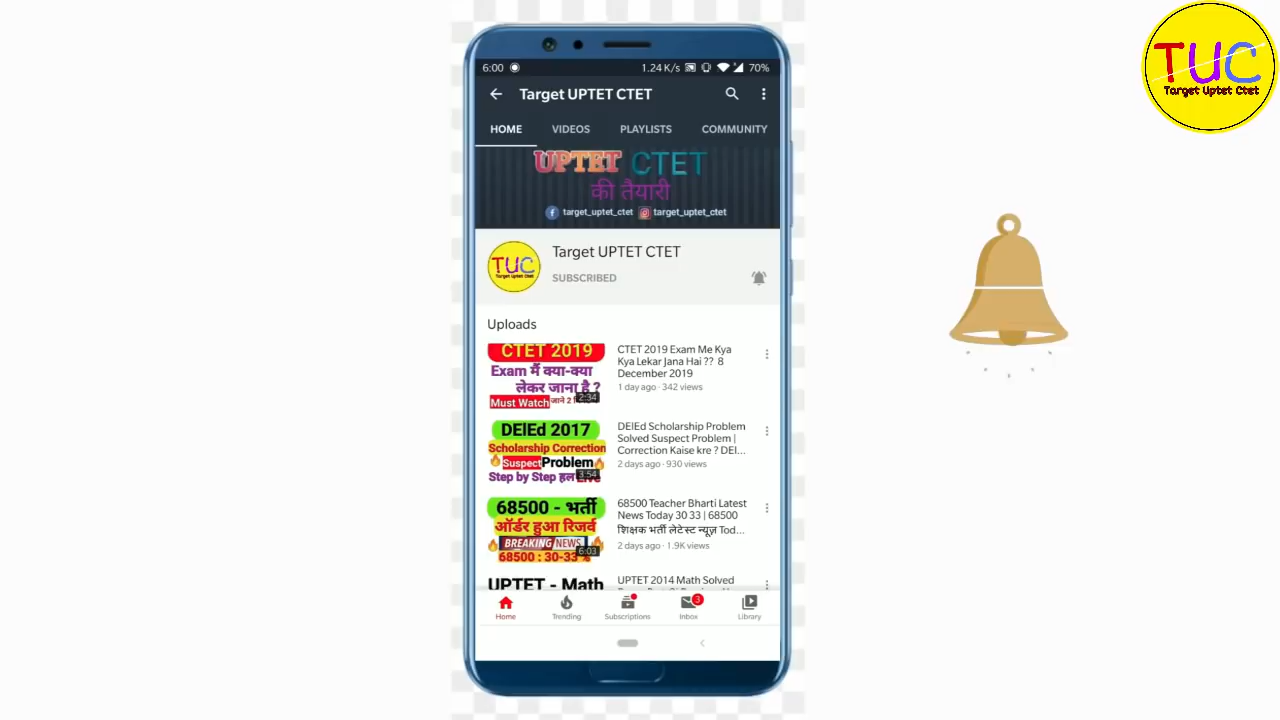 TUC
Target Uptet Ctet
6:00
1.24 K/s
70%
Target UPTET CTET
HOME
VIDEOS
PLAYLISTS
COMMUNITY
UPTET CTET
की तैयारी
target_uptet_ctet
target_uptet_ctet
TUC
Target Uptet Ctet
Target UPTET CTET
SUBSCRIBED
Uploads
CTET 2019
Exam में क्या-क्या
लेकर जाना है ?
Must Watch
जाने 2
2:34
CTET 2019 Exam Me Kya
Kya Lekar Jana Hai ?? 8
December 2019
1 day ago · 342 views
DElEd 2017
Scholarship Correction
Suspect Problem
Step by Step हल
3:54
DElEd Scholarship Problem
Solved Suspect Problem |
Correction Kaise kre ? DEl...
2 days ago · 930 views
68500 - भर्ती
ऑर्डर हुआ रिजर्व
BREAKING NEWS
68500 : 30-33 %
6:03
68500 Teacher Bharti Latest
News Today 30 33 | 68500
शिक्षक भर्ती लेटेस्ट न्यूज़ Tod...
2 days ago · 1.9K views
UPTET - Math
UPTET 2014 Math Solved
Home
Trending
Subscriptions
3
Inbox
Library